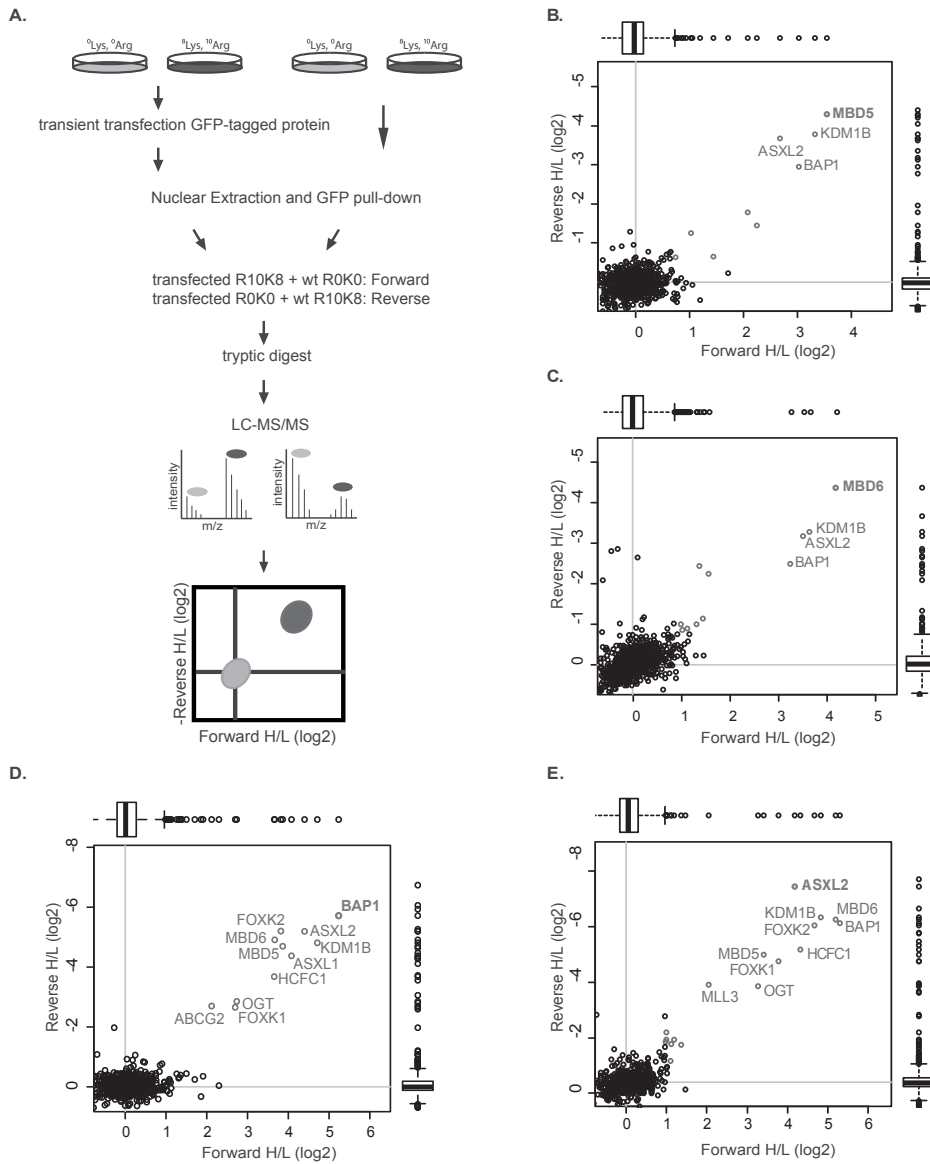 A.
⁰Lys, ⁰Arg
⁸Lys, ¹⁰Arg
⁰Lys, ⁰Arg
⁸Lys, ¹⁰Arg
transient transfection GFP-tagged protein
Nuclear Extraction and GFP pull-down
transfected R10K8 + wt R0K0: Forward
transfected R0K0 + wt R10K8: Reverse
tryptic digest
LC-MS/MS
intensity
m/z
intensity
m/z
-Reverse H/L (log2)
Forward H/L (log2)
B.
Reverse H/L (log2)
-5
-4
-3
-2
-1
MBD5
KDM1B
ASXL2
BAP1
0
1
2
3
4
Forward H/L (log2)
C.
Reverse H/L (log2)
-5
-4
-3
-2
-1
0
MBD6
KDM1B
ASXL2
BAP1
0
1
2
3
4
5
Forward H/L (log2)
D.
Reverse H/L (log2)
-8
-6
-4
-2
0
BAP1
FOXK2
ASXL2
MBD6
KDM1B
MBD5
ASXL1
HCFC1
OGT
ABCG2
FOXK1
0
1
2
3
4
5
6
Forward H/L (log2)
E.
Reverse H/L (log2)
-8
-6
-4
-2
0
ASXL2
KDM1B
MBD6
FOXK2
BAP1
MBD5
HCFC1
FOXK1
MLL3
OGT
0
1
2
3
4
5
6
Forward H/L (log2)